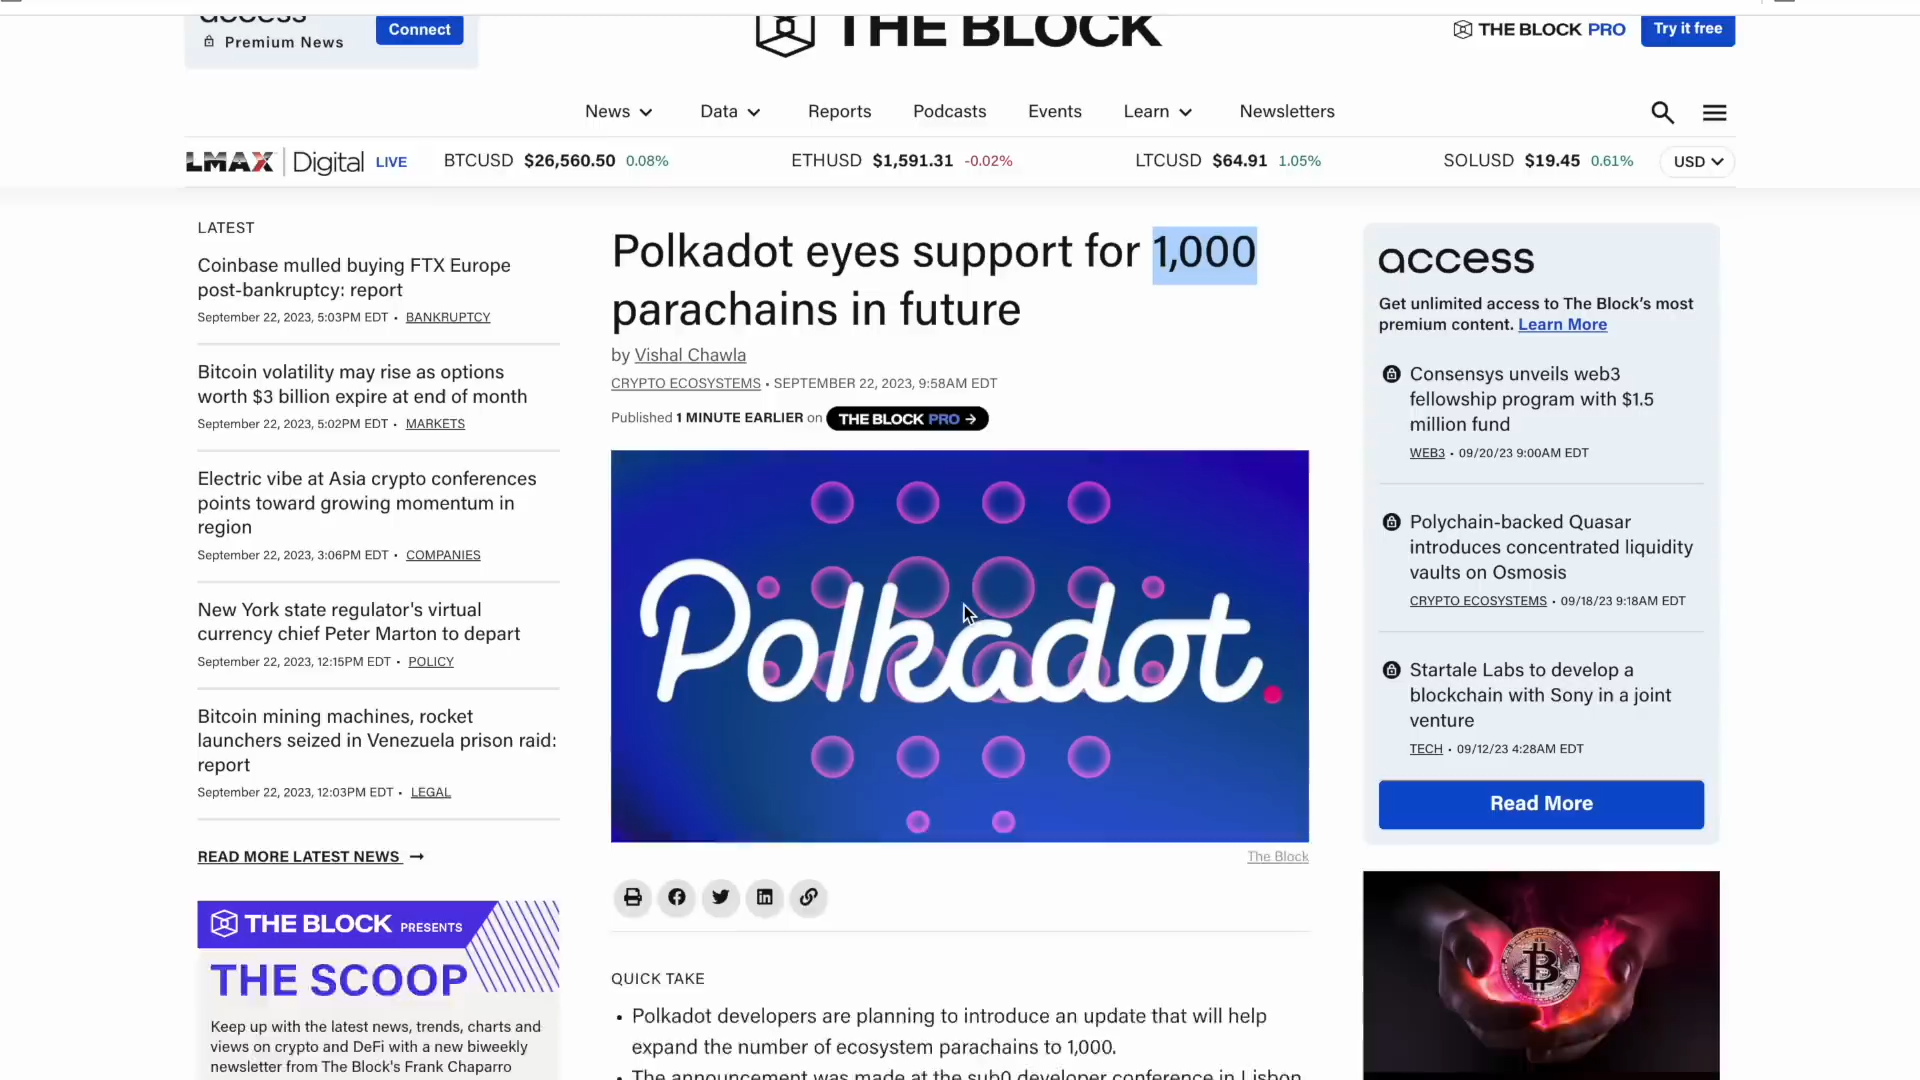 access
Premium News
Connect
THE BLOCK
THE BLOCK PRO
Try it free
News
Data
Reports
Podcasts
Events
Learn
Newsletters
LMAX Digital LIVE
BTCUSD $26,560.50 0.08%
ETHUSD $1,591.31 -0.02%
LTCUSD $64.91 1.05%
SOLUSD $19.45 0.61%
USD
LATEST
Coinbase mulled buying FTX Europe
post-bankruptcy: report
September 22, 2023, 5:03PM EDT • BANKRUPTCY
Bitcoin volatility may rise as options
worth $3 billion expire at end of month
September 22, 2023, 5:02PM EDT • MARKETS
Electric vibe at Asia crypto conferences
points toward growing momentum in
region
September 22, 2023, 3:06PM EDT • COMPANIES
New York state regulator's virtual
currency chief Peter Marton to depart
September 22, 2023, 12:15PM EDT • POLICY
Bitcoin mining machines, rocket
launchers seized in Venezuela prison raid:
report
September 22, 2023, 12:03PM EDT • LEGAL
READ MORE LATEST NEWS →
THE BLOCK PRESENTS
THE SCOOP
Keep up with the latest news, trends, charts and
views on crypto and DeFi with a new biweekly
newsletter from The Block's Frank Chaparro
Polkadot eyes support for 1,000
parachains in future
by Vishal Chawla
CRYPTO ECOSYSTEMS • SEPTEMBER 22, 2023, 9:58AM EDT
Published 1 MINUTE EARLIER on THE BLOCK PRO →
Polkadot.
The Block
QUICK TAKE
• Polkadot developers are planning to introduce an update that will help
expand the number of ecosystem parachains to 1,000.
• The announcement was made at the sub0 developer conference in Lisbon
access
Get unlimited access to The Block's most
premium content. Learn More
Consensys unveils web3
fellowship program with $1.5
million fund
WEB3 • 09/20/23 9:00AM EDT
Polychain-backed Quasar
introduces concentrated liquidity
vaults on Osmosis
CRYPTO ECOSYSTEMS • 09/18/23 9:18AM EDT
Startale Labs to develop a
blockchain with Sony in a joint
venture
TECH • 09/12/23 4:28AM EDT
Read More